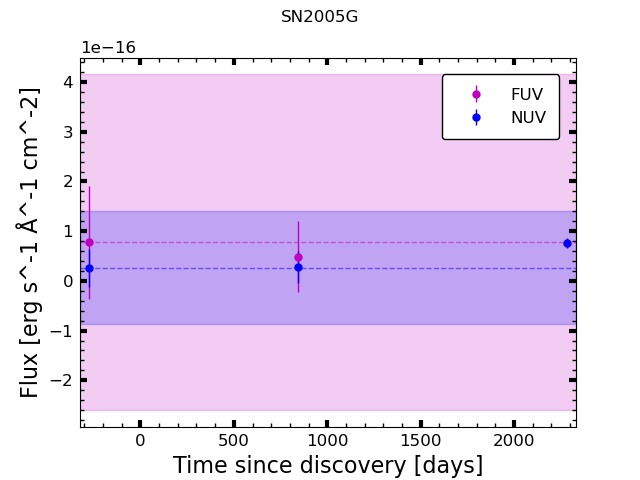 SN2005G
1e−16
FUV
NUV
4
3
2
1
0
−1
−2
Flux [erg s^-1 Å^-1 cm^-2]
0 500 1000 1500 2000
Time since discovery [days]